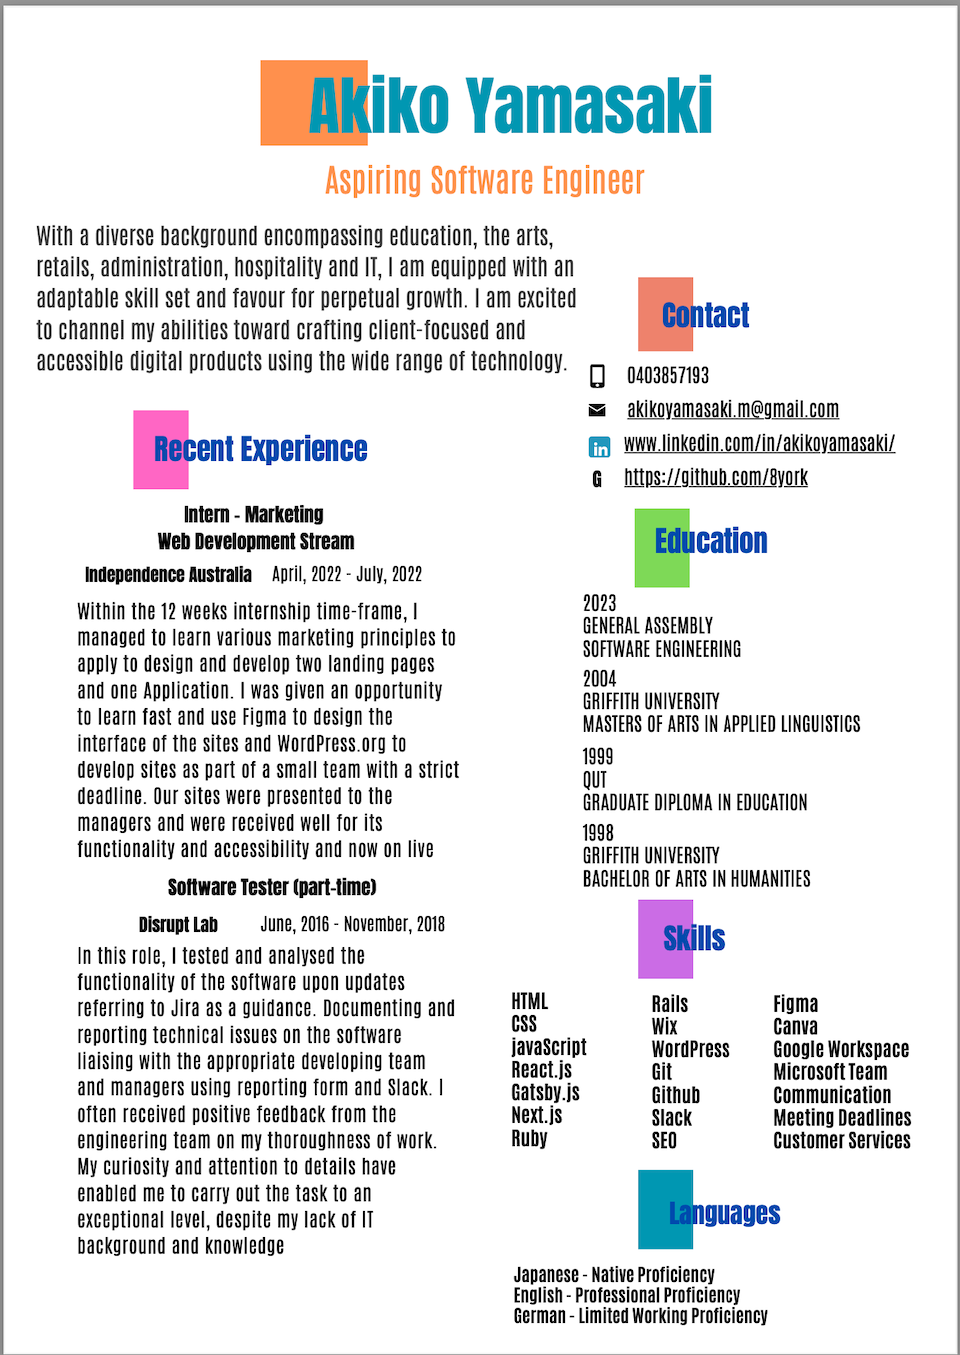 Akiko Yamasaki
Aspiring Software Engineer
With a diverse background encompassing education, the arts,
retails, administration, hospitality and IT, I am equipped with an
adaptable skill set and favour for perpetual growth. I am excited
to channel my abilities toward crafting client-focused and
accessible digital products using the wide range of technology.
Recent Experience
Intern - Marketing
Web Development Stream
Independence Australia April, 2022 - July, 2022
Within the 12 weeks internship time-frame, I
managed to learn various marketing principles to
apply to design and develop two landing pages
and one Application. I was given an opportunity
to learn fast and use Figma to design the
interface of the sites and WordPress.org to
develop sites as part of a small team with a strict
deadline. Our sites were presented to the
managers and were received well for its
functionality and accessibility and now on live
Software Tester (part-time)
Disrupt Lab June, 2016 - November, 2018
In this role, I tested and analysed the
functionality of the software upon updates
referring to Jira as a guidance. Documenting and
reporting technical issues on the software
liaising with the appropriate developing team
and managers using reporting form and Slack. I
often received positive feedback from the
engineering team on my thoroughness of work.
My curiosity and attention to details have
enabled me to carry out the task to an
exceptional level, despite my lack of IT
background and knowledge
Contact
0403857193
akikoyamasaki.m@gmail.com
in www.linkedin.com/in/akikoyamasaki/
G https://github.com/8york
Education
2023
GENERAL ASSEMBLY
SOFTWARE ENGINEERING
2004
GRIFFITH UNIVERSITY
MASTERS OF ARTS IN APPLIED LINGUISTICS
1999
QUT
GRADUATE DIPLOMA IN EDUCATION
1998
GRIFFITH UNIVERSITY
BACHELOR OF ARTS IN HUMANITIES
Skills
HTML
CSS
javaScript
React.js
Gatsby.js
Next.js
Ruby
Rails
Wix
WordPress
Git
Github
Slack
SEO
Figma
Canva
Google Workspace
Microsoft Team
Communication
Meeting Deadlines
Customer Services
Languages
Japanese - Native Proficiency
English - Professional Proficiency
German - Limited Working Proficiency